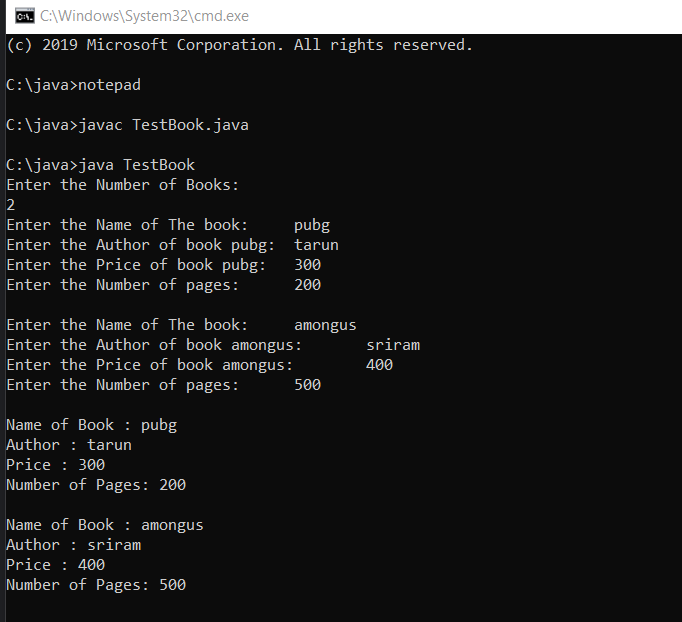 C:\Windows\System32\cmd.exe
(c) 2019 Microsoft Corporation. All rights reserved.
C:\java>notepad
C:\java>javac TestBook.java
C:\java>java TestBook
Enter the Number of Books:
2
Enter the Name of The book:     pubg
Enter the Author of book pubg:  tarun
Enter the Price of book pubg:   300
Enter the Number of pages:      200
Enter the Name of The book:     amongus
Enter the Author of book amongus:       sriram
Enter the Price of book amongus:        400
Enter the Number of pages:      500
Name of Book : pubg
Author : tarun
Price : 300
Number of Pages: 200
Name of Book : amongus
Author : sriram
Price : 400
Number of Pages: 500